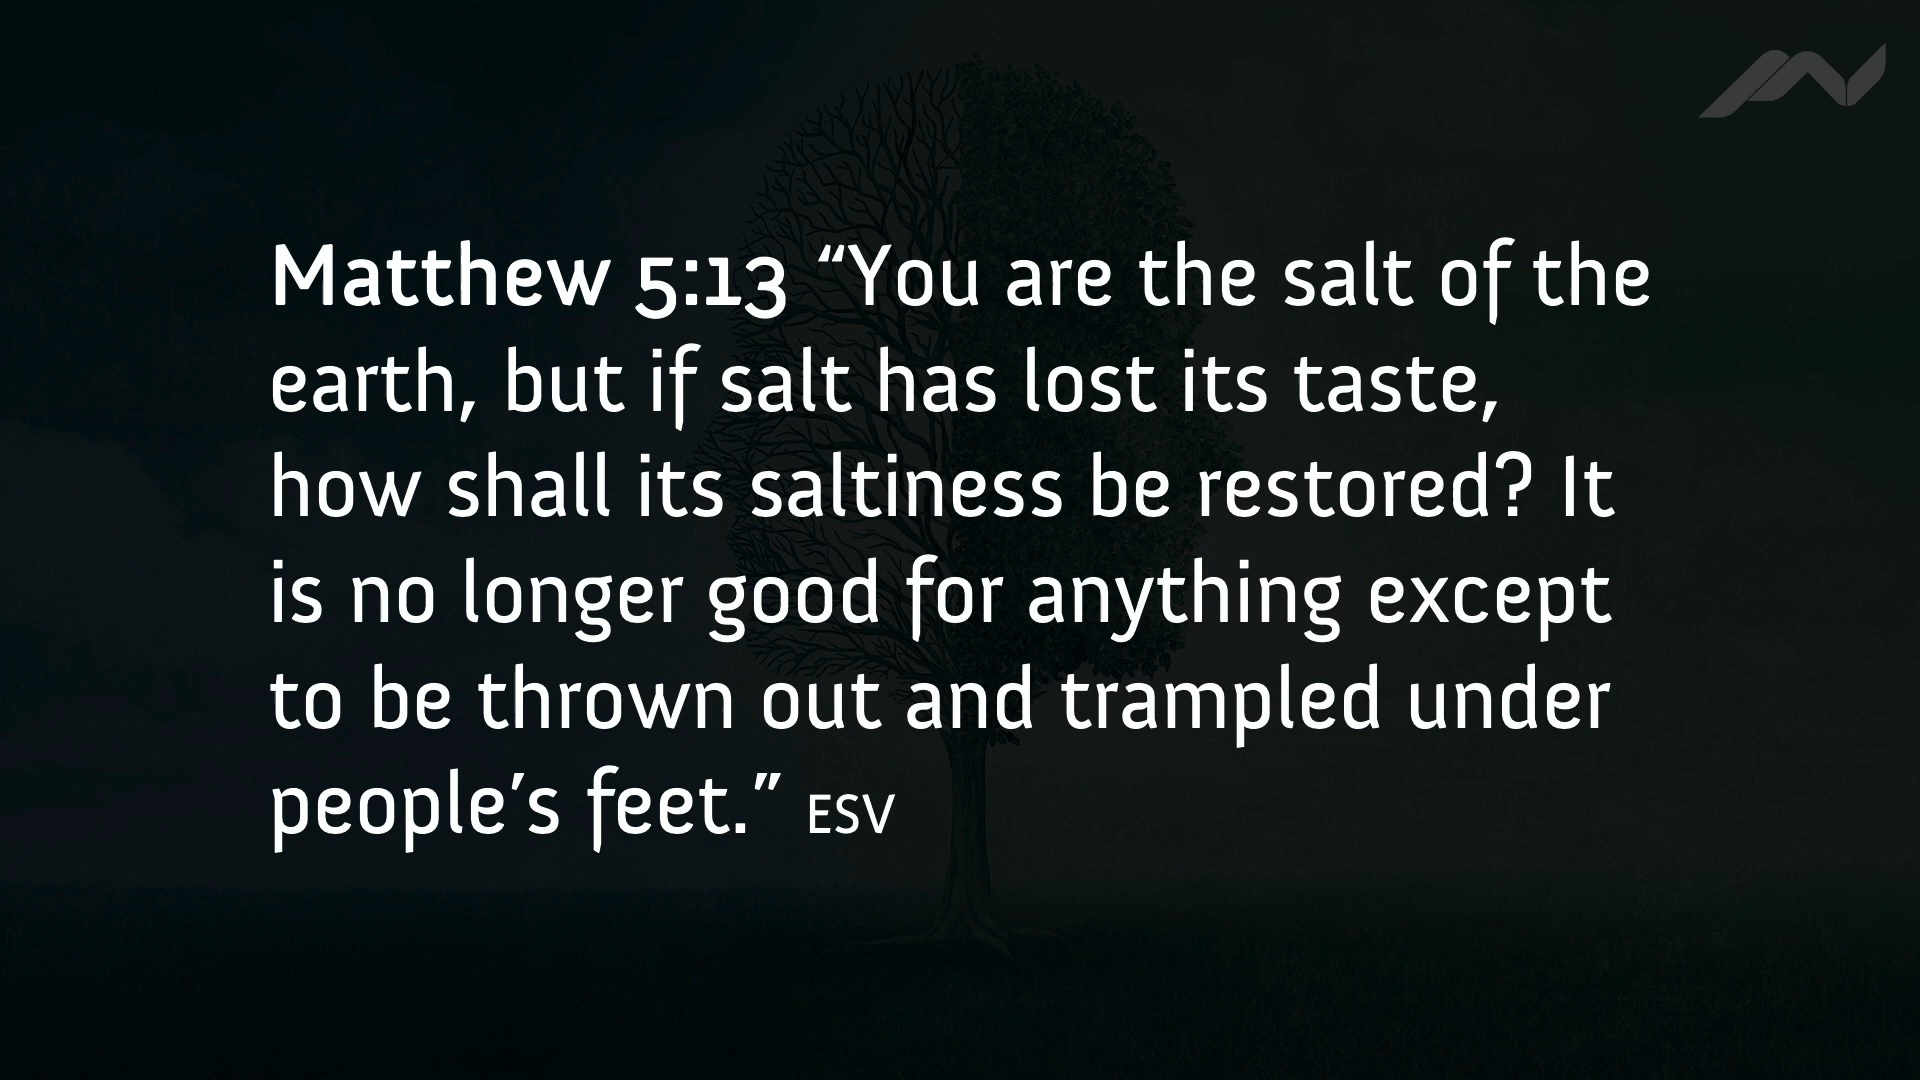 Matthew 5:13 “You are the salt of the
earth, but if salt has lost its taste,
how shall its saltiness be restored? It
is no longer good for anything except
to be thrown out and trampled under
people’s feet.” ESV